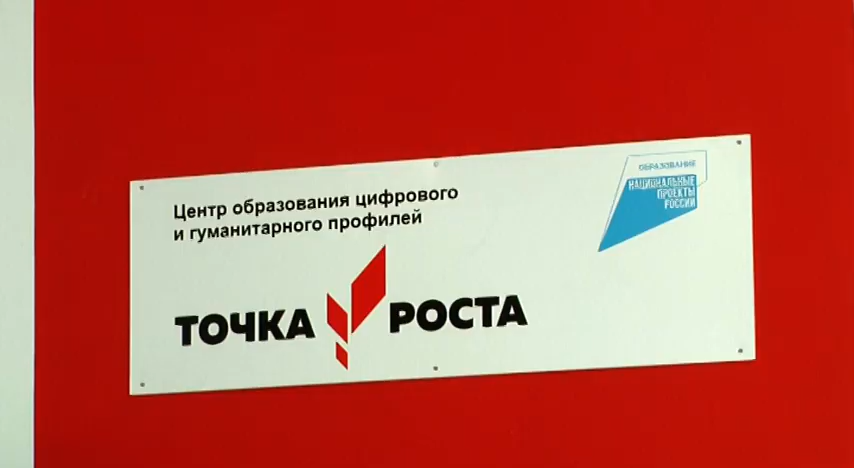 Центр образования цифрового
и гуманитарного профилей
ТОЧКА РОСТА
ОБРАЗОВАНИЕ
НАЦИОНАЛЬНЫЕ
ПРОЕКТЫ
РОССИИ